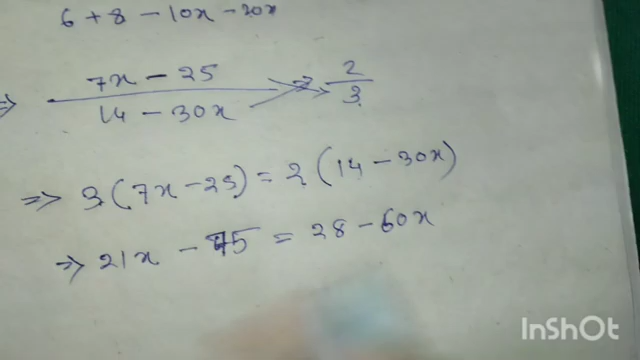 6 + 8 - 10x - 20x
⇒ (7x - 25)/(14 - 30x) = 2/3
⇒ 3(7x - 25) = 2(14 - 30x)
⇒ 21x - 75 = 28 - 60x
InShOt